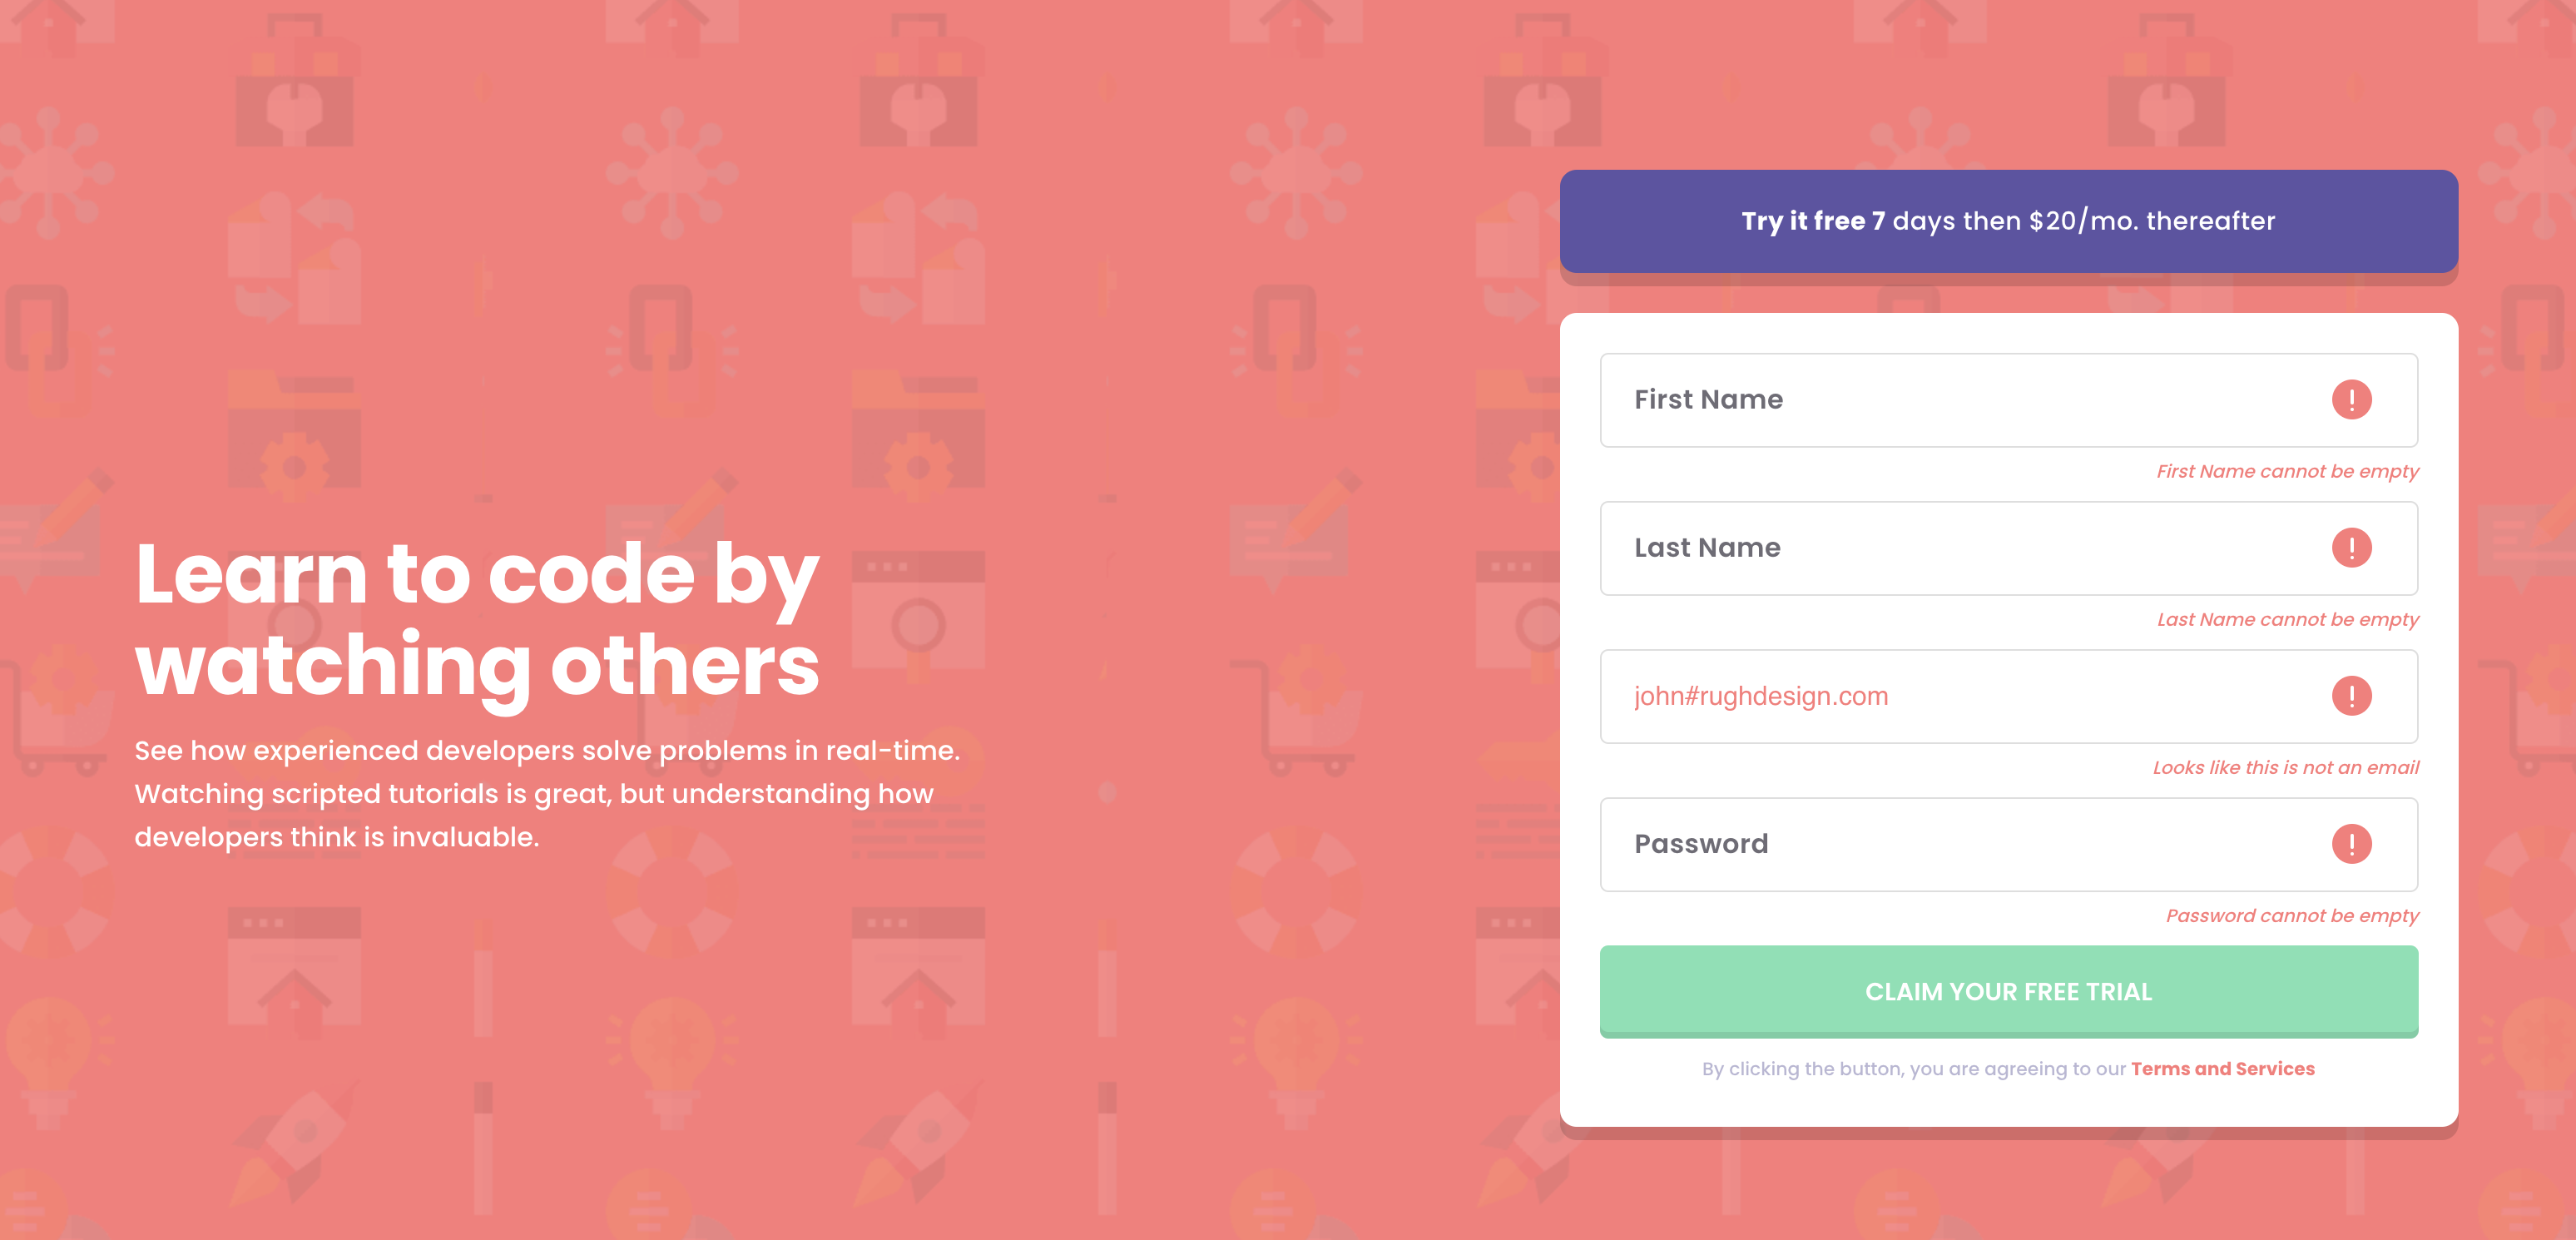 Learn to code by
watching others
See how experienced developers solve problems in real-time.
Watching scripted tutorials is great, but understanding how
developers think is invaluable.
Try it free 7 days then $20/mo. thereafter
First Name
First Name cannot be empty
Last Name
Last Name cannot be empty
john#rughdesign.com
Looks like this is not an email
Password
Password cannot be empty
CLAIM YOUR FREE TRIAL
By clicking the button, you are agreeing to our Terms and Services